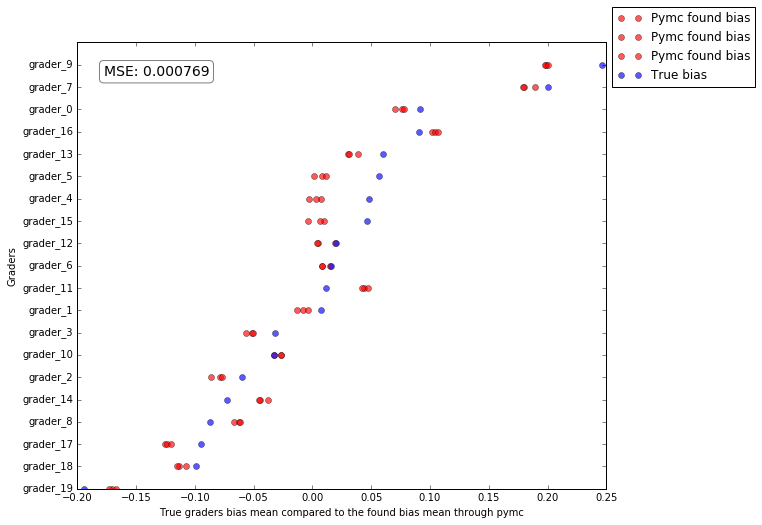 Pymc found bias
Pymc found bias
Pymc found bias
True bias
MSE: 0.000769
grader_9
grader_7
grader_0
grader_16
grader_13
grader_5
grader_4
grader_15
grader_12
grader_6
grader_11
grader_1
grader_3
grader_10
grader_2
grader_14
grader_8
grader_17
grader_18
grader_19
Graders
−0.20 −0.15 −0.10 −0.05 0.00 0.05 0.10 0.15 0.20 0.25
True graders bias mean compared to the found bias mean through pymc